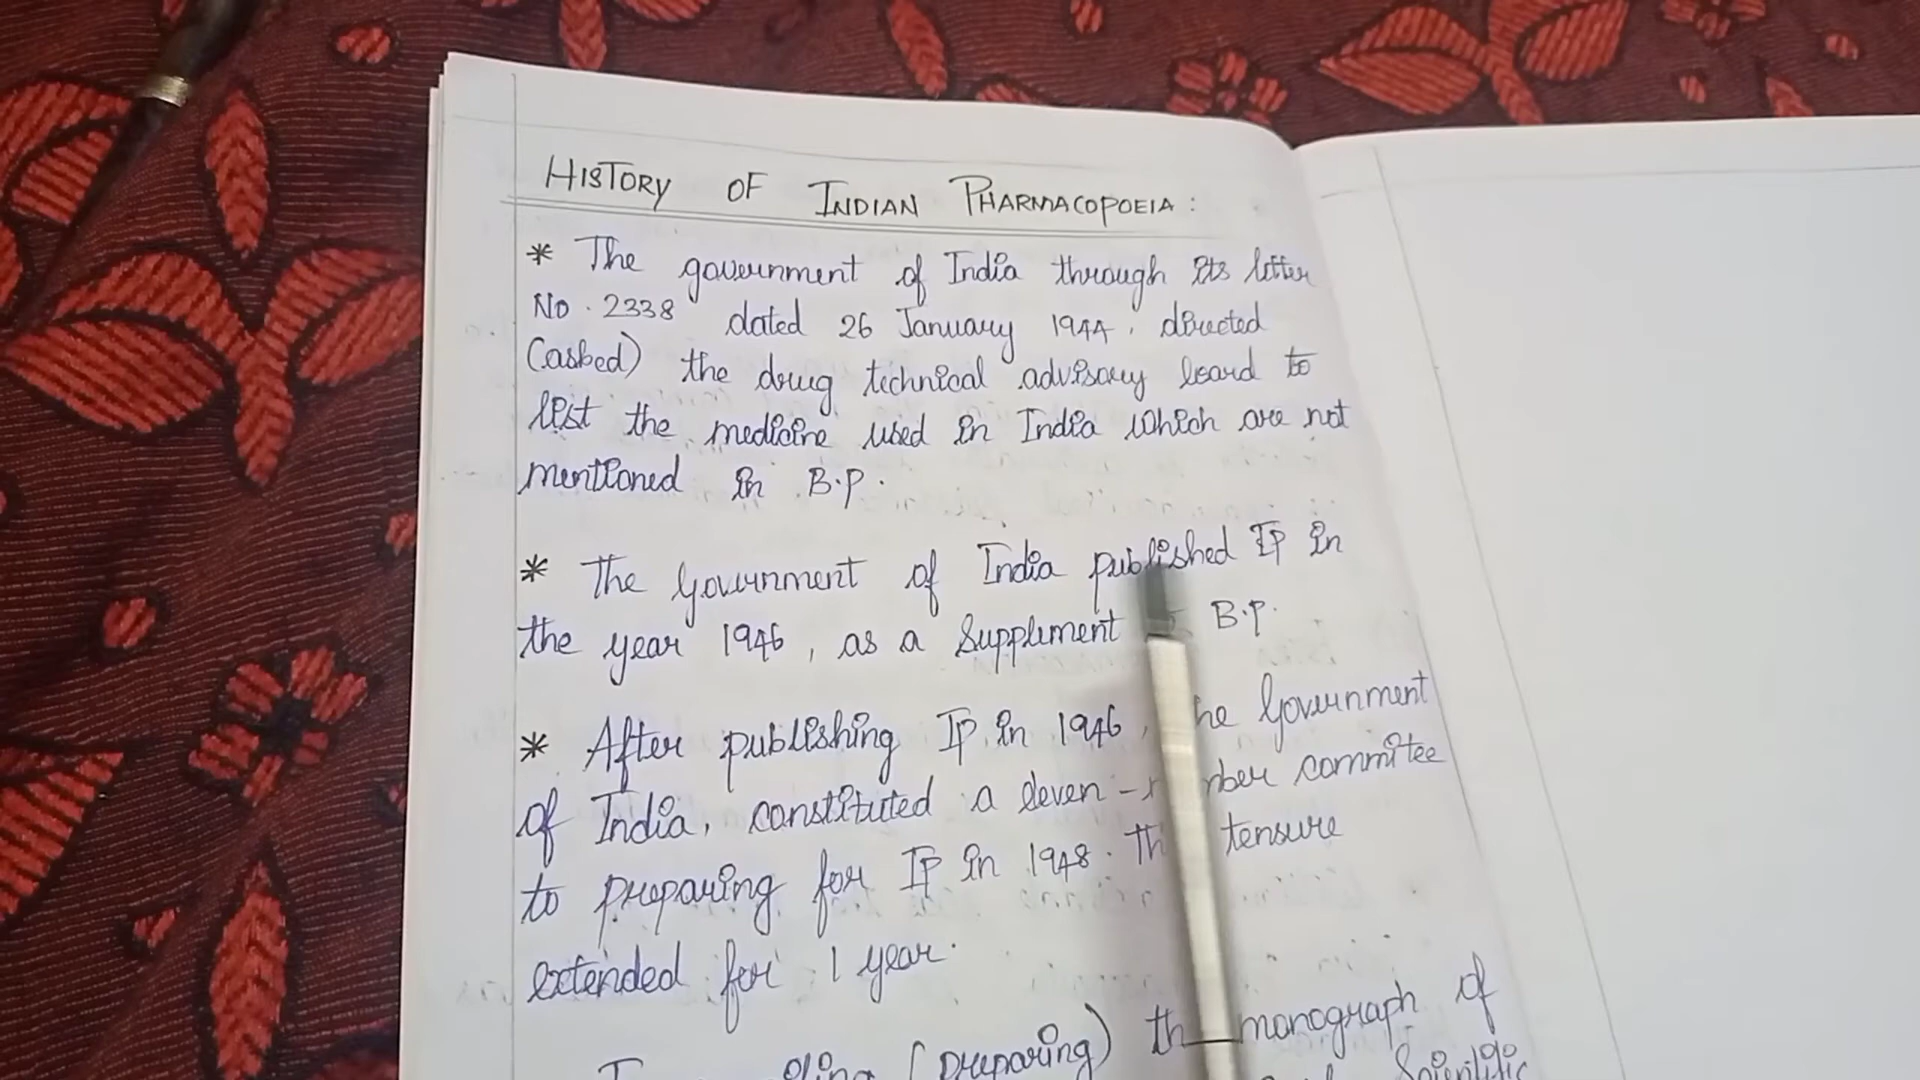 HISTORY OF INDIAN PHARMACOPOEIA :
* The government of India through its letter
No. 2338 dated 26 January 1944, directed
(asked) the drug technical advisory board to
list the medicine used in India which are not
mentioned in B.P.
* The Government of India published IP in
the year 1946, as a Supplement B.P.
* After publishing IP in 1946, he Government
of India, constituted a eleven - mber commitee
to preparing for IP in 1948. Th tensure
extended for 1 year.
(preparing) th monograph of
Scientific